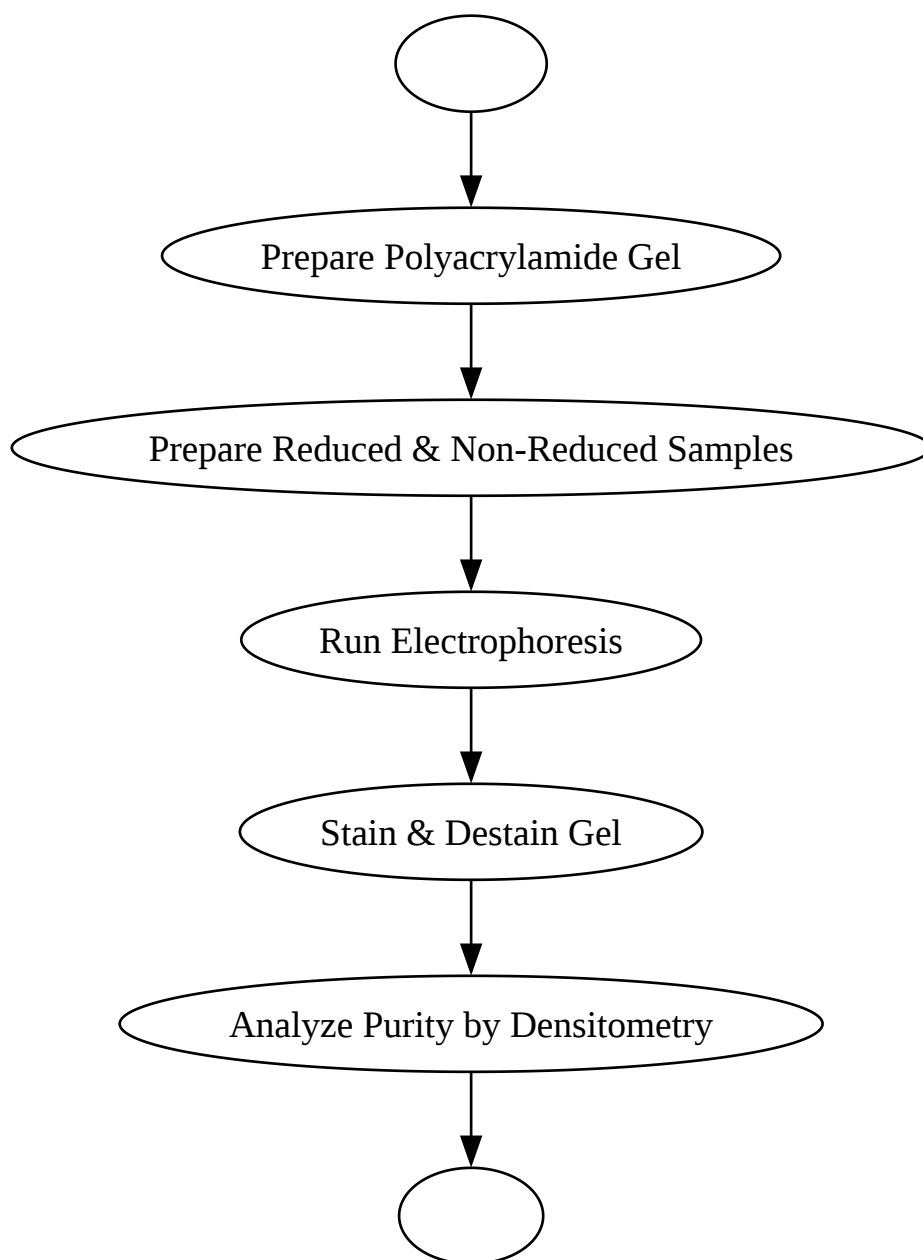 Prepare Polyacrylamide Gel
Prepare Reduced & Non-Reduced Samples
Run Electrophoresis
Stain & Destain Gel
Analyze Purity by Densitometry